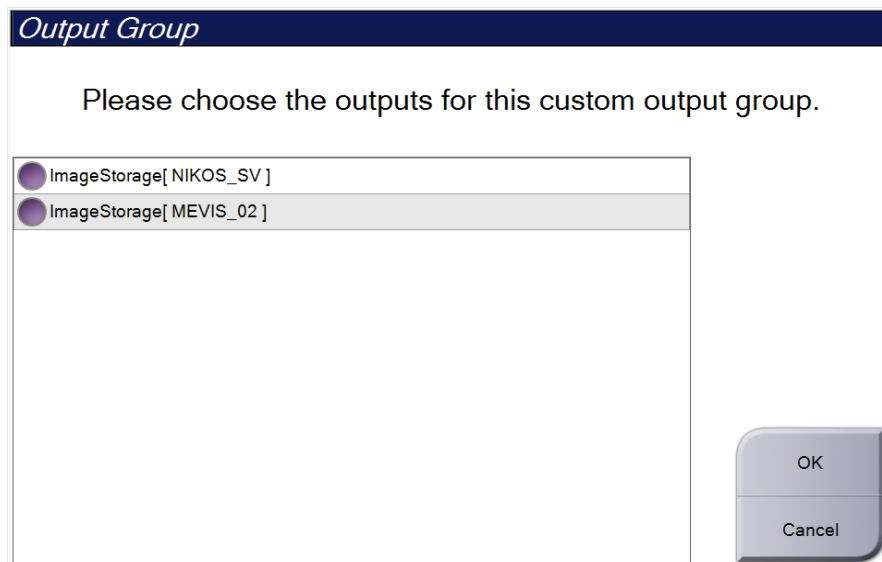 Output Group
Please choose the outputs for this custom output group.
ImageStorage[ NIKOS_SV ]
ImageStorage[ MEVIS_02 ]
OK
Cancel